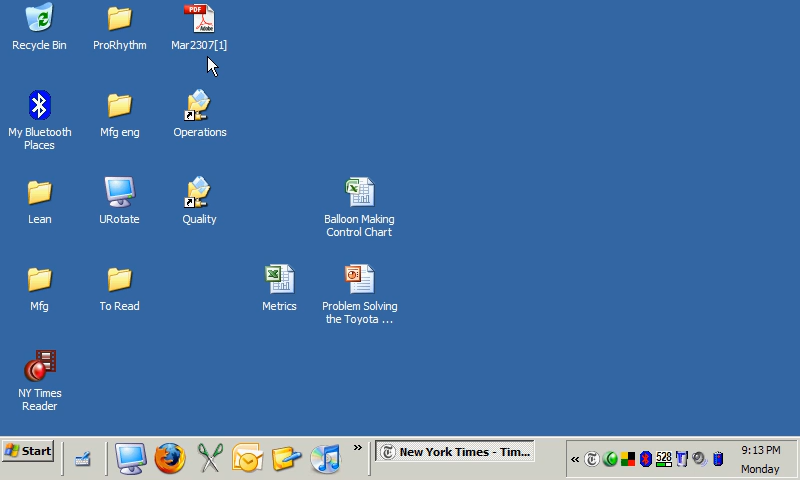 PDF
Adobe
Recycle Bin
ProRhythm
Mar2307[1]
My Bluetooth
Places
Mfg eng
Operations
Lean
URotate
Quality
Balloon Making
Control Chart
Mfg
To Read
Metrics
Problem Solving
the Toyota ...
NY Times
Reader
Start
»
New York Times - Tim...
«
528
9:13 PM
Monday